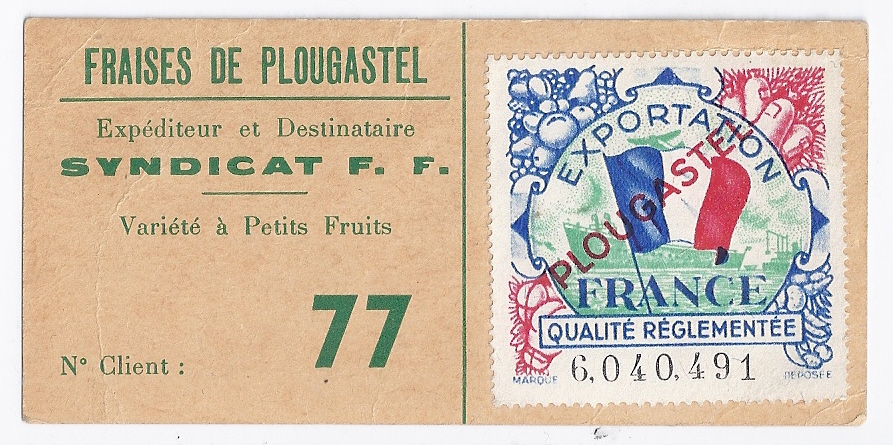 FRAISES DE PLOUGASTEL
Expéditeur et Destinataire
SYNDICAT F. F.
Variété à Petits Fruits
77
N° Client :
EXPORTATION
PLOUGASTEL
FRANCE
QUALITÉ RÉGLEMENTÉE
6,040,491
MARQUE DEPOSÉE